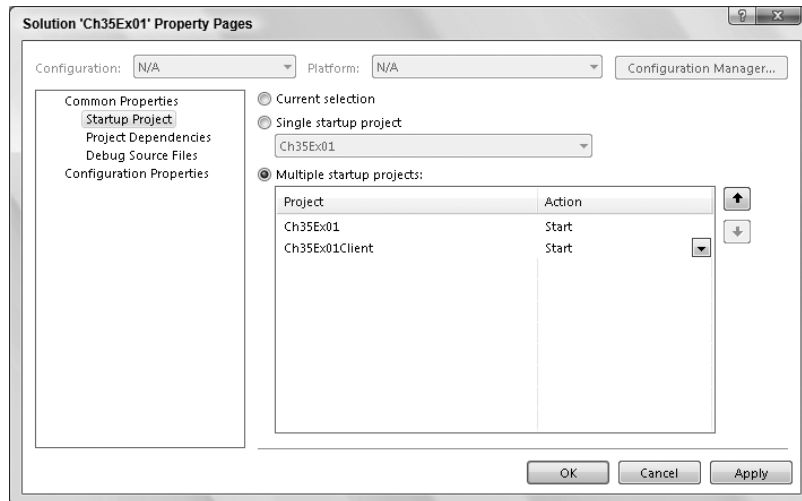 Solution 'Ch35Ex01' Property Pages
Configuration: N/A Platform: N/A Configuration Manager...
Common Properties
Startup Project
Project Dependencies
Debug Source Files
Configuration Properties
Current selection
Single startup project
Ch35Ex01
Multiple startup projects:
Project Action
Ch35Ex01 Start
Ch35Ex01Client Start
OK Cancel Apply